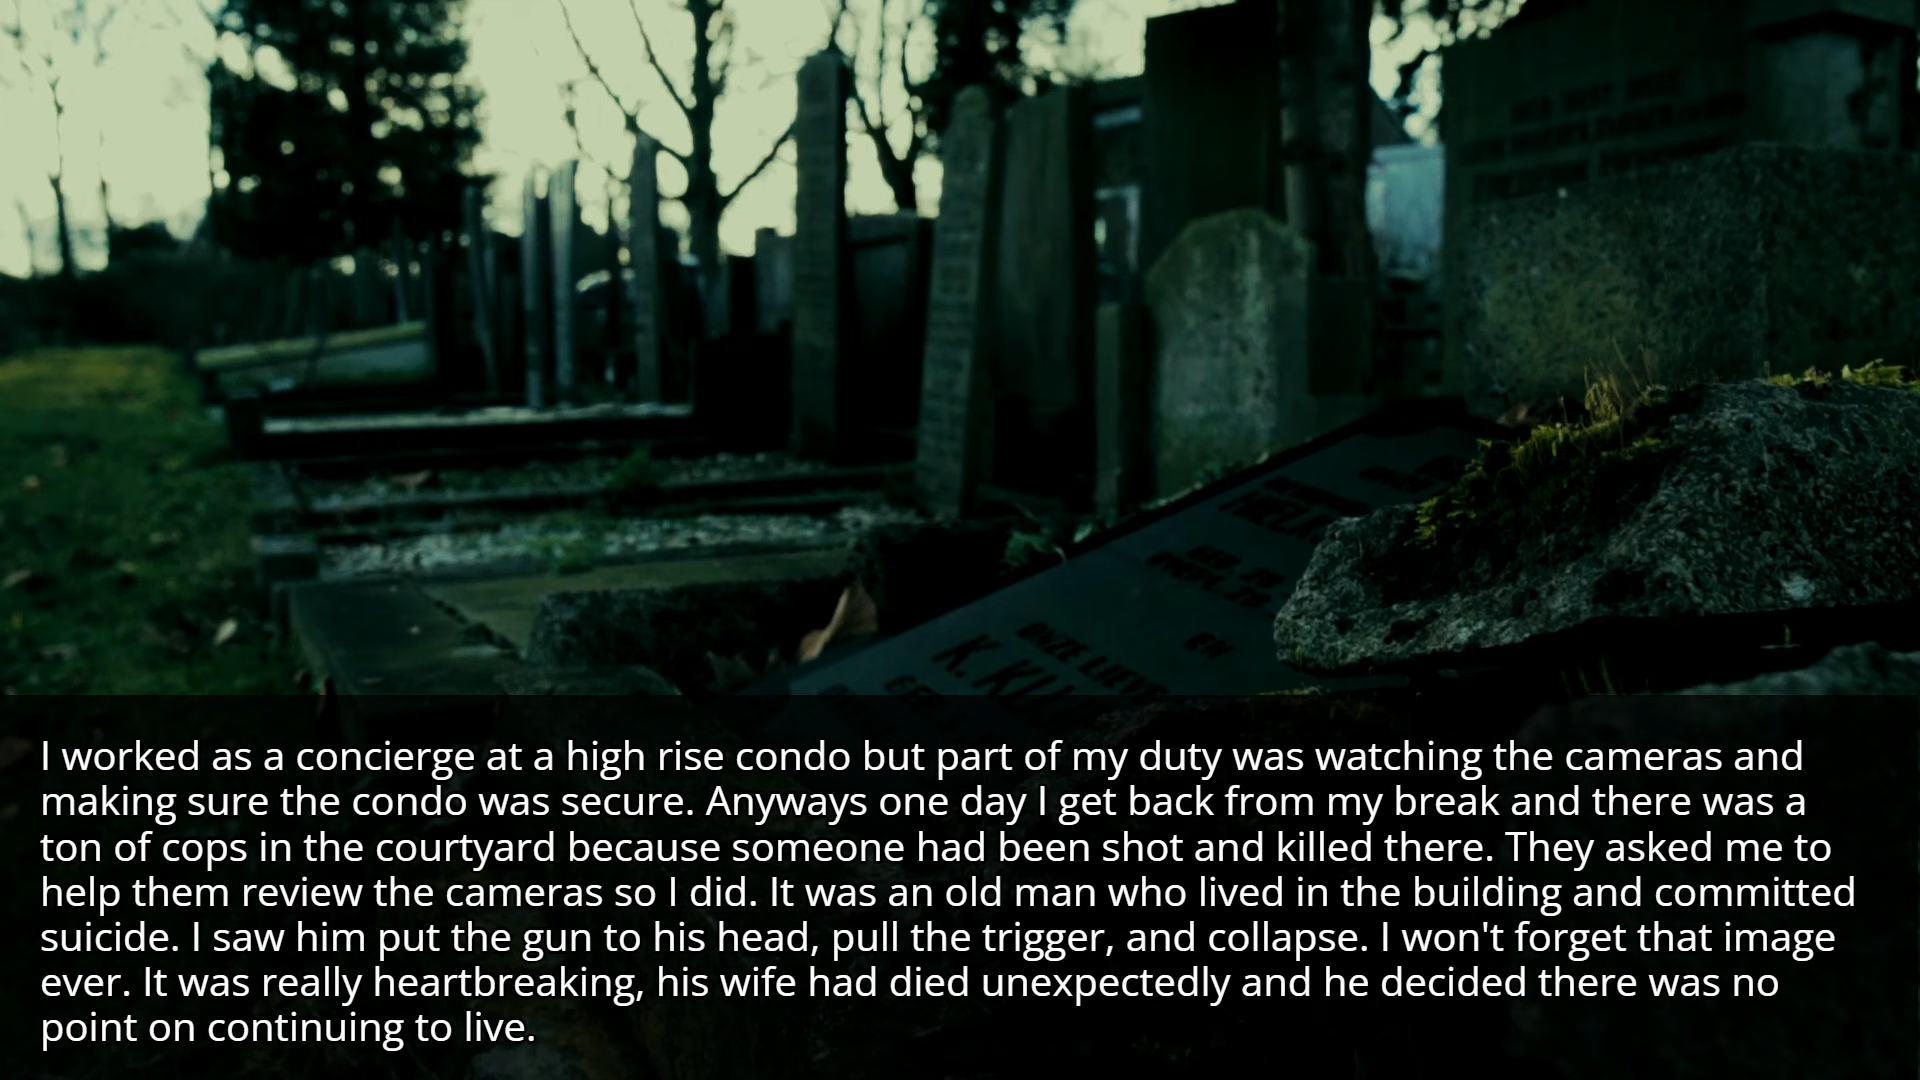 ONZE LIEVE
EN
I worked as a concierge at a high rise condo but part of my duty was watching the cameras and
making sure the condo was secure. Anyways one day I get back from my break and there was a
ton of cops in the courtyard because someone had been shot and killed there. They asked me to
help them review the cameras so I did. It was an old man who lived in the building and committed
suicide. I saw him put the gun to his head, pull the trigger, and collapse. I won't forget that image
ever. It was really heartbreaking, his wife had died unexpectedly and he decided there was no
point on continuing to live.